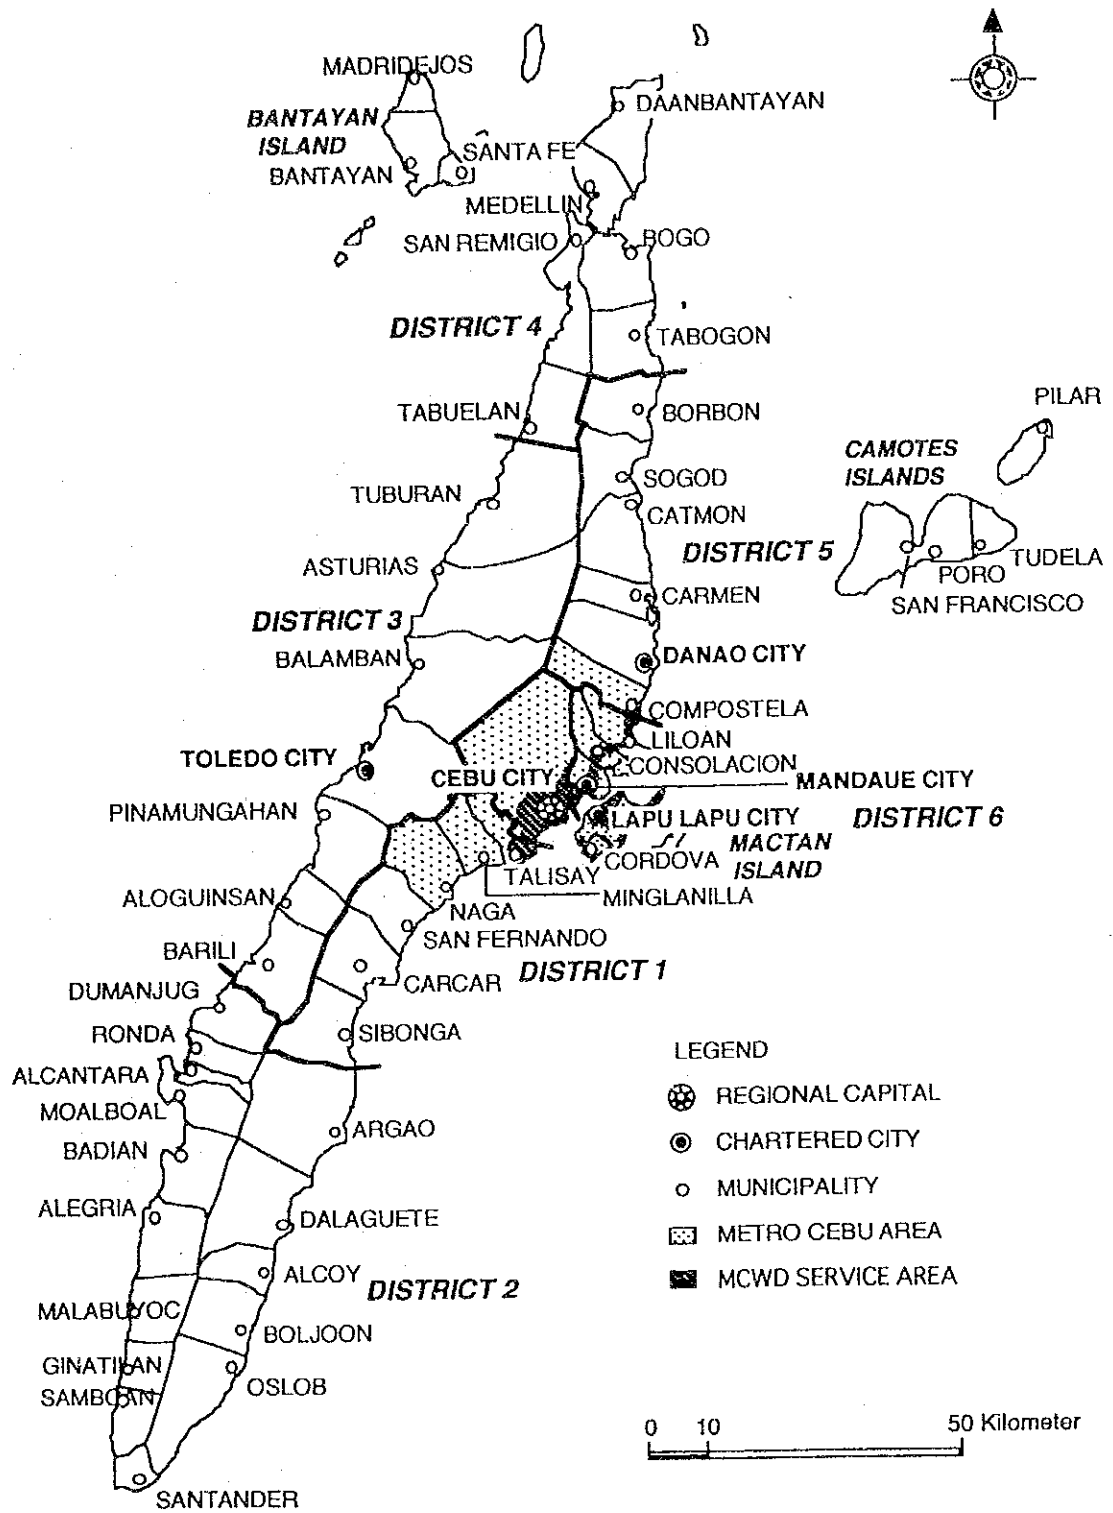 MADRIDEJOS
DAANBANTAYAN
BANTAYAN
ISLAND
SANTA FE
BANTAYAN
MEDELLIN
SAN REMIGIO
BOGO
DISTRICT 4
TABOGON
PILAR
TABUELAN
BORBON
CAMOTES
ISLANDS
SOGOD
TUBURAN
CATMON
DISTRICT 5
TUDELA
ASTURIAS
PORO
CARMEN
SAN FRANCISCO
DISTRICT 3
BALAMBAN
DANAO CITY
COMPOSTELA
LILOAN
TOLEDO CITY
CONSOLACION
CEBU CITY
MANDAUE CITY
PINAMUNGAHAN
LAPU LAPU CITY
DISTRICT 6
MACTAN
ISLAND
CORDOVA
TALISAY
MINGLANILLA
ALOGUINSAN
NAGA
SAN FERNANDO
BARILI
DISTRICT 1
CARCAR
DUMANJUG
RONDA
SIBONGA
ALCANTARA
MOALBOAL
ARGAO
BADIAN
ALEGRIA
DALAGUETE
ALCOY
DISTRICT 2
MALABUYOC
BOLJOON
GINATILAN
OSLOB
SAMBOAN
SANTANDER
LEGEND
REGIONAL CAPITAL
CHARTERED CITY
MUNICIPALITY
METRO CEBU AREA
MCWD SERVICE AREA
0 10 50 Kilometer